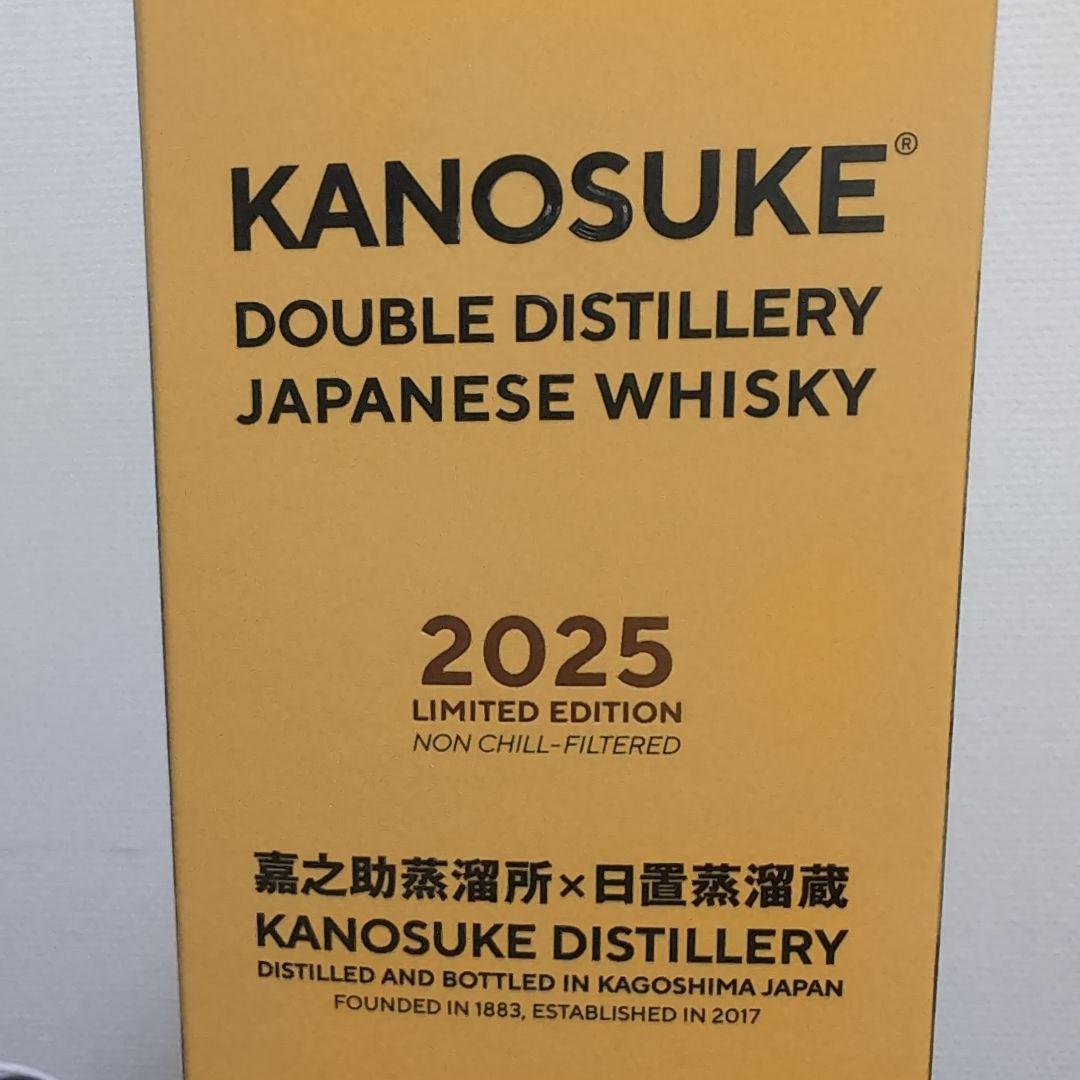 KANOSUKE®
DOUBLE DISTILLERY
JAPANESE WHISKY
2025
LIMITED EDITION
NON CHILL-FILTERED
嘉之助蒸溜所×日置蒸溜蔵
KANOSUKE DISTILLERY
DISTILLED AND BOTTLED IN KAGOSHIMA JAPAN
FOUNDED IN 1883, ESTABLISHED IN 2017